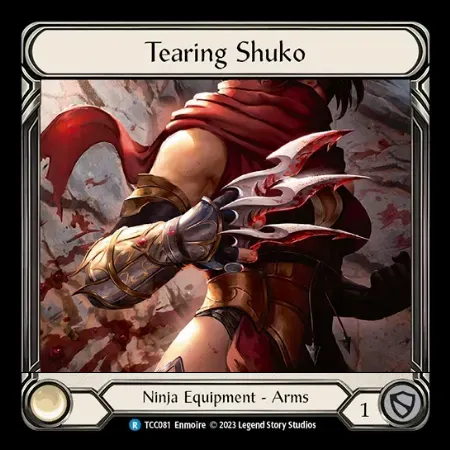 Tearing Shuko
Ninja Equipment - Arms
1
R TCC081 Enmoire © 2023 Legend Story Studios